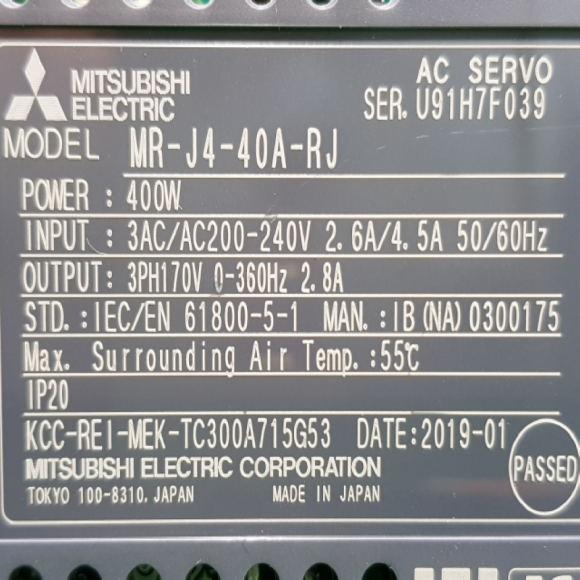 MITSUBISHI
ELECTRIC
AC SERVO
SER. U91H7F039
MODEL MR-J4-40A-RJ
POWER : 400W
INPUT : 3AC/AC200-240V 2.6A/4.5A 50/60Hz
OUTPUT: 3PH170V 0-360Hz 2.8A
STD. : IEC/EN 61800-5-1 MAN. : IB(NA)0300175
Max. Surrounding Air Temp. :55℃
IP20
KCC-REI-MEK-TC300A715G53 DATE:2019-01
MITSUBISHI ELECTRIC CORPORATION
TOKYO 100-8310, JAPAN MADE IN JAPAN
PASSED